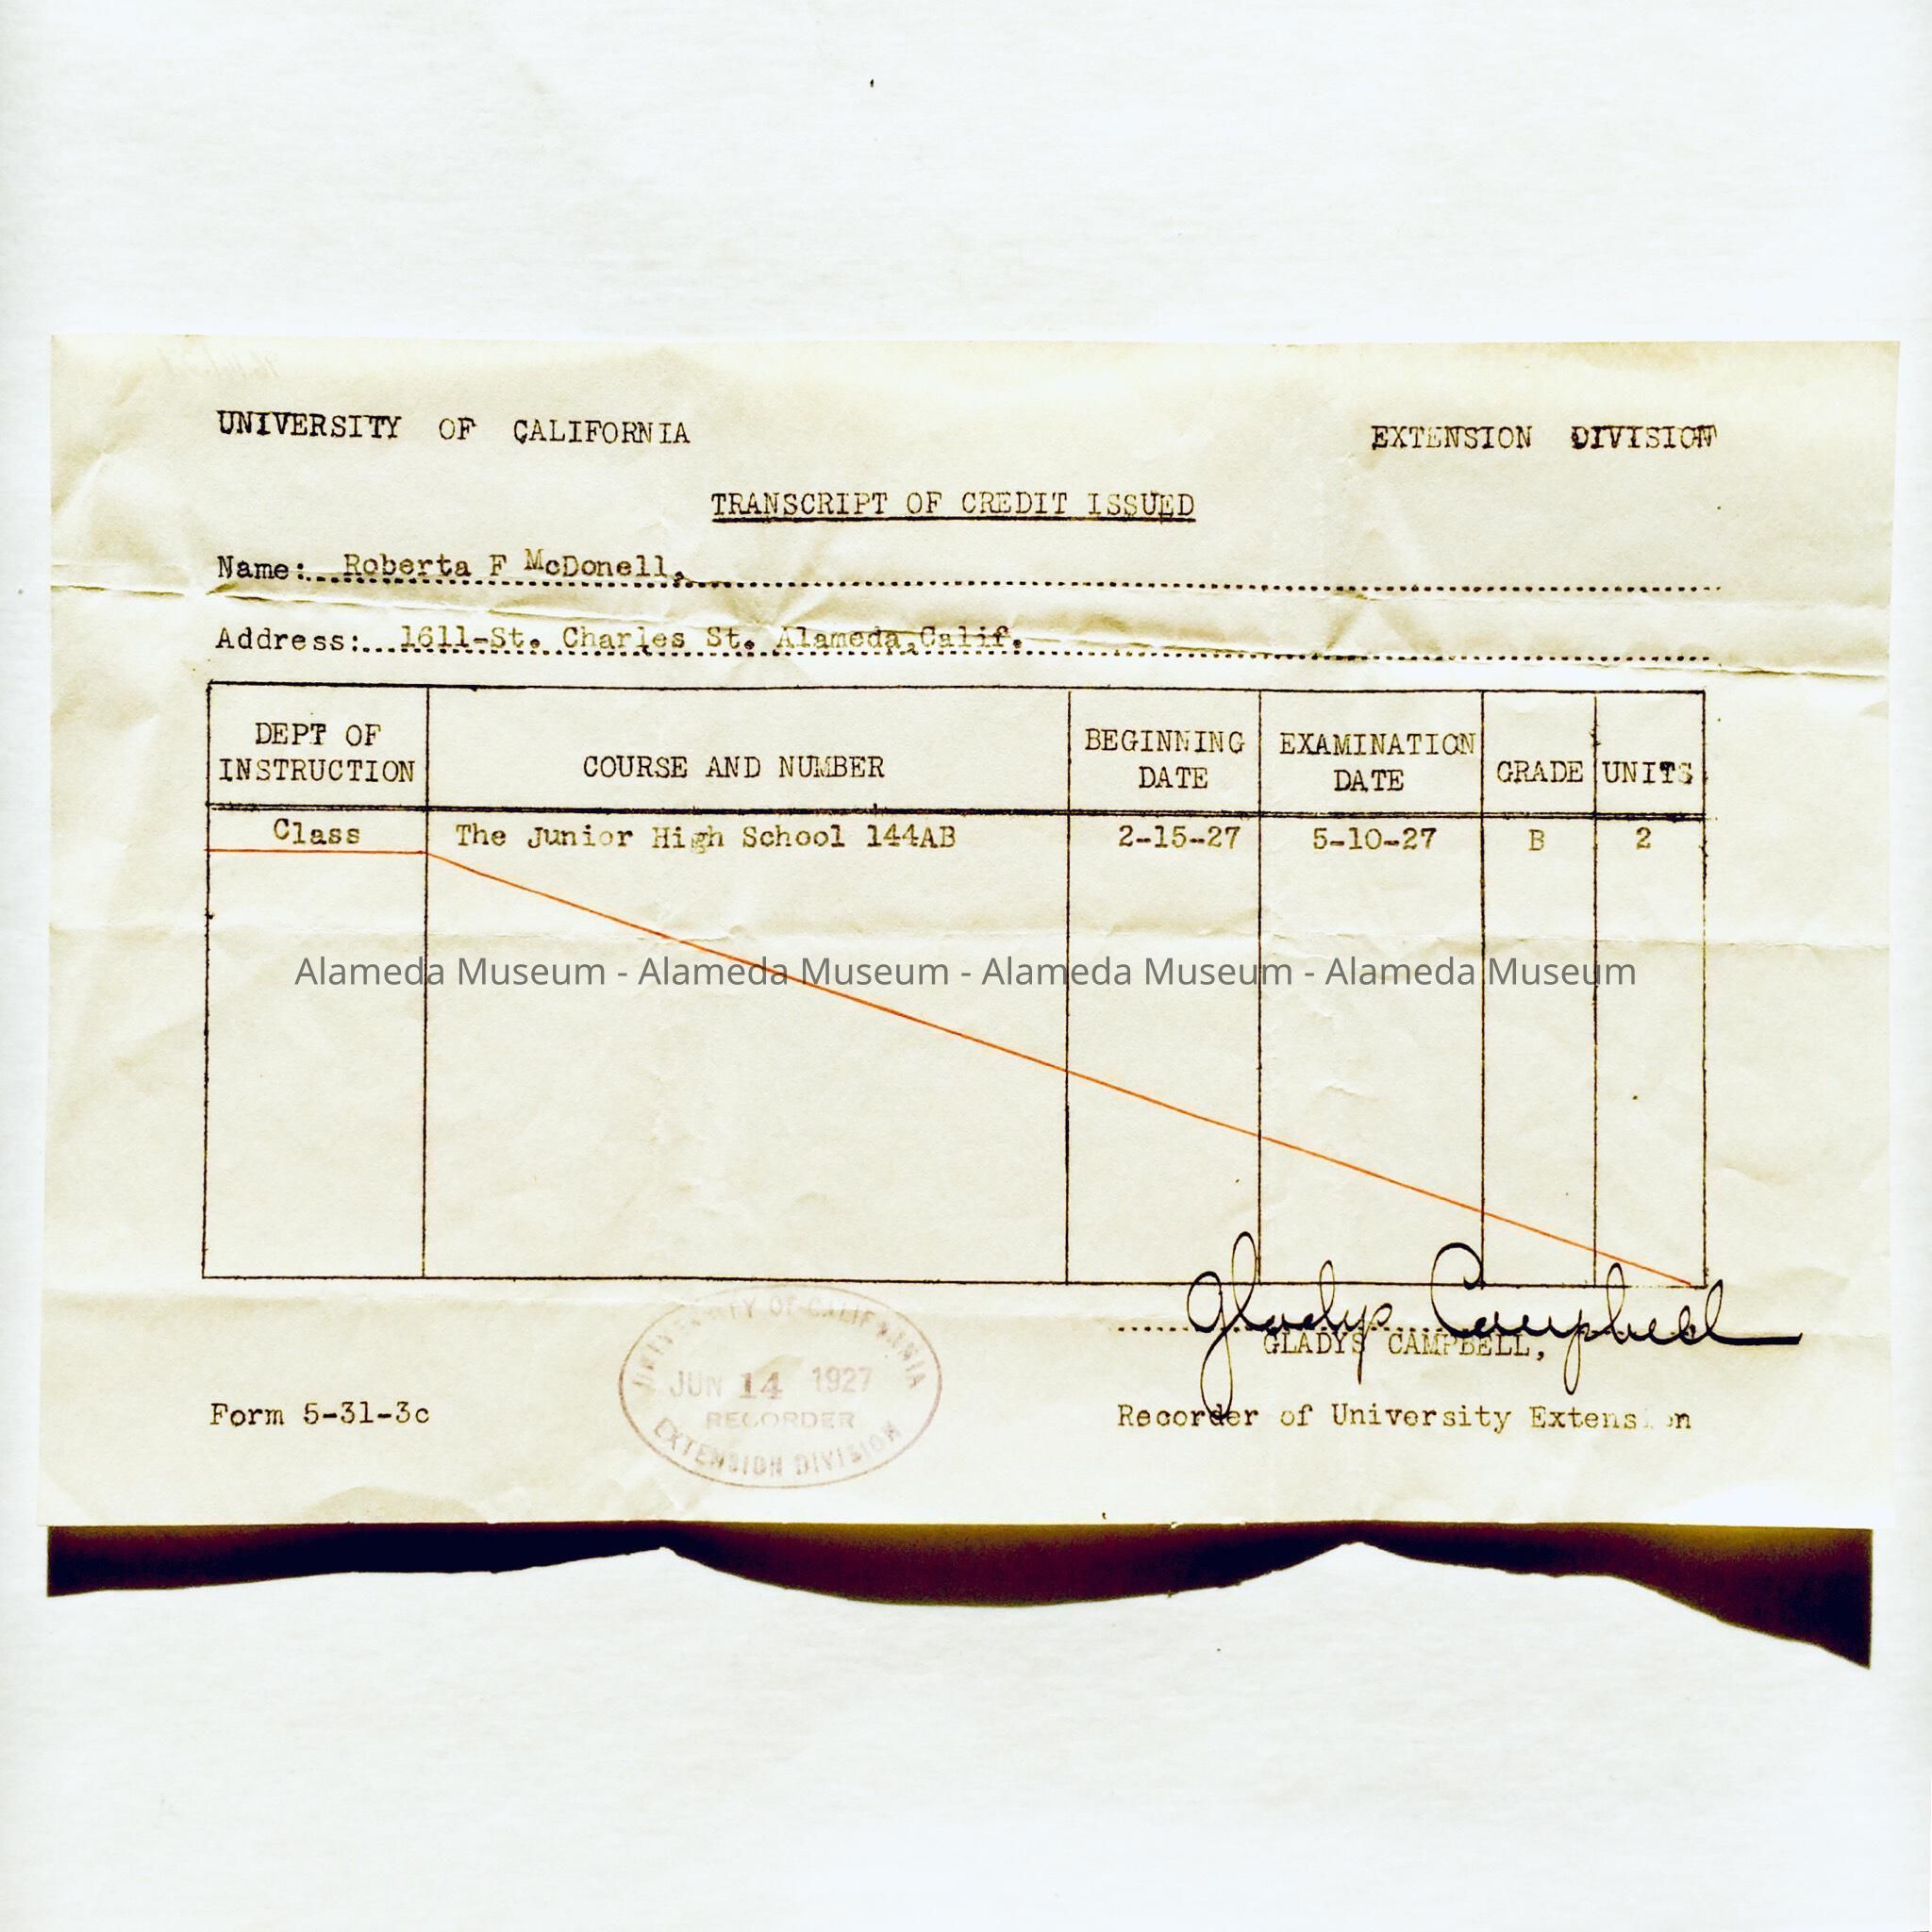 UNIVERSITY OF CALIFORNIA EXTENSION DIVISION
TRANSCRIPT OF CREDIT ISSUED
Name: Roberta F McDonell,
Address: 1611-St. Charles St. Alameda,Calif.
DEPT OF INSTRUCTION COURSE AND NUMBER BEGINNING DATE EXAMINATION DATE GRADE UNITS
Class The Junior High School 144AB 2-15-27 5-10-27 B 2
Alameda Museum - Alameda Museum - Alameda Museum - Alameda Museum
Gladys Campbell
GLADYS CAMPBELL,
Recorder of University Extension
UNIVERSITY OF CALIFORNIA
JUN 14 1927
RECORDER
EXTENSION DIVISION
Form 5-31-3c